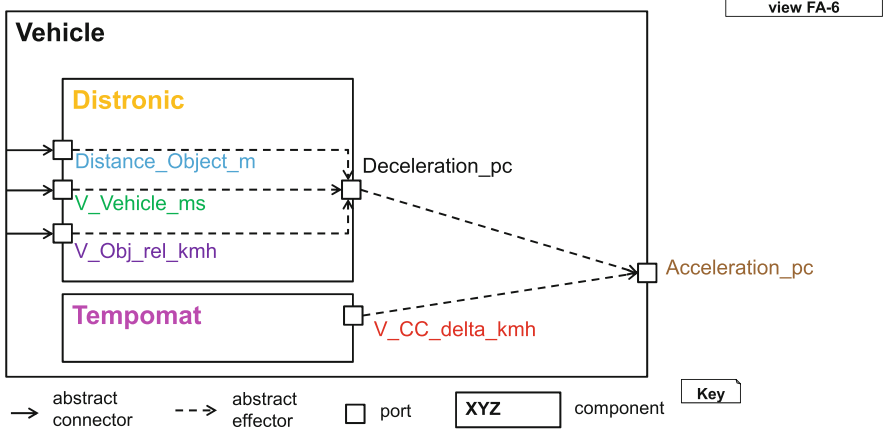 view FA-6
Vehicle
Distronic
Distance_Object_m
Deceleration_pc
V_Vehicle_ms
V_Obj_rel_kmh
Acceleration_pc
Tempomat
V_CC_delta_kmh
abstract
connector
abstract
effector
port
XYZ
component
Key